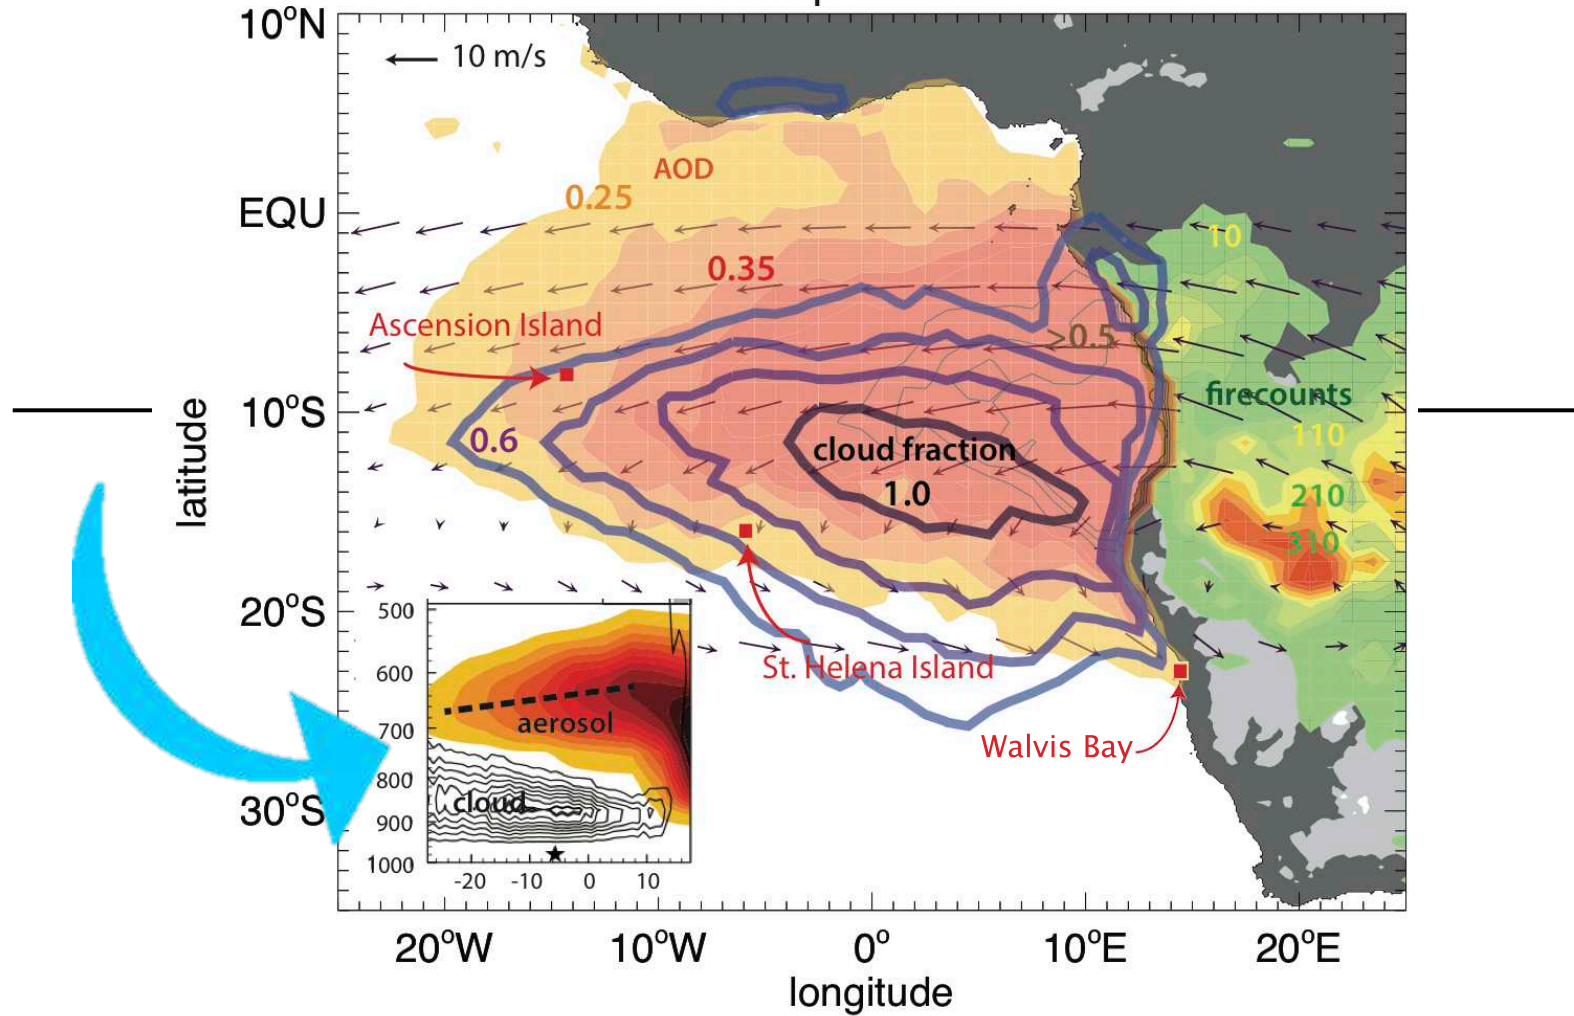 10°N
10 m/s
AOD
0.25
EQU
10
0.35
Ascension Island
>0.5
firecounts
10°S
latitude
0.6
cloud fraction
110
1.0
210
310
20°S
500
600
St. Helena Island
aerosol
700
Walvis Bay
800
cloud
30°S
900
1000
-20 -10 0 10
20°W 10°W 0° 10°E 20°E
longitude